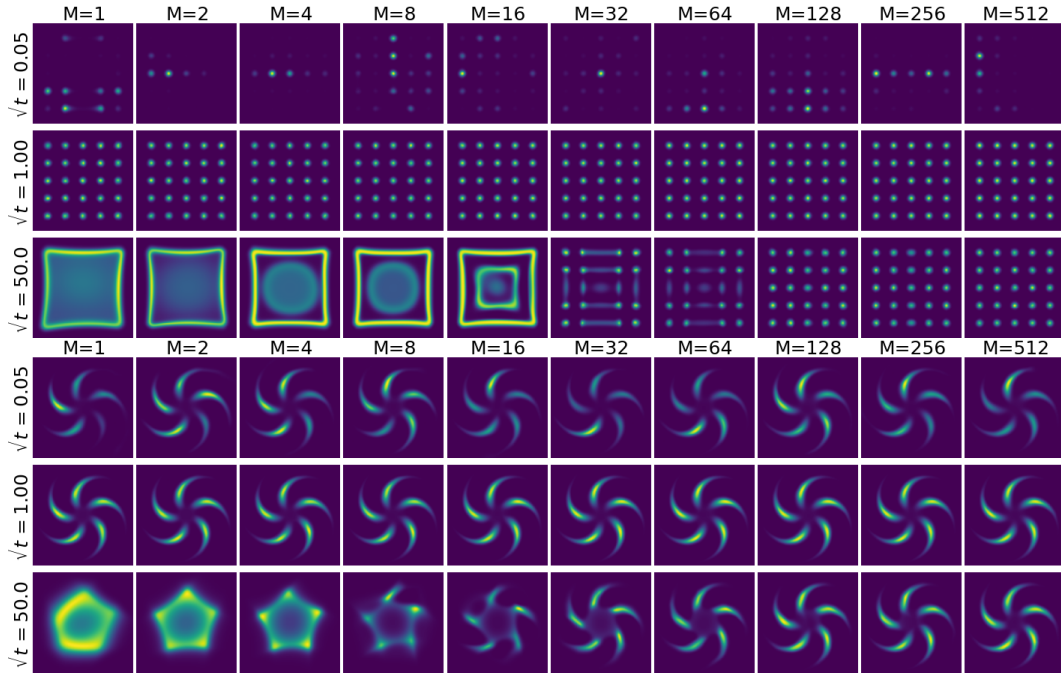 M=1 M=2 M=4 M=8 M=16 M=32 M=64 M=128 M=256 M=512
√t = 0.05
√t = 1.00
√t = 50.0
M=1 M=2 M=4 M=8 M=16 M=32 M=64 M=128 M=256 M=512
√t = 0.05
√t = 1.00
√t = 50.0